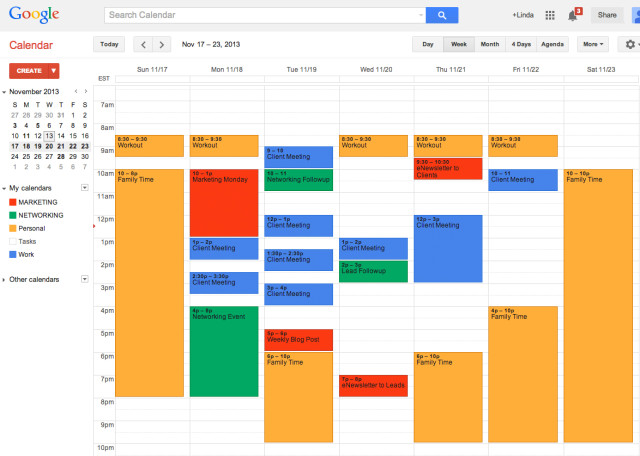 Google
Search Calendar
+Linda
3
Share
Calendar
Today
Nov 17 – 23, 2013
Day
Week
Month
4 Days
Agenda
More
CREATE
November 2013
S M T W T F S
27 28 29 30 31 1 2
3 4 5 6 7 8 9
10 11 12 13 14 15 16
17 18 19 20 21 22 23
24 25 26 27 28 29 30
1 2 3 4 5 6 7
My calendars
MARKETING
NETWORKING
Personal
Tasks
Work
Other calendars
EST
Sun 11/17
Mon 11/18
Tue 11/19
Wed 11/20
Thu 11/21
Fri 11/22
Sat 11/23
7am
8am
9am
10am
11am
12pm
1pm
2pm
3pm
4pm
5pm
6pm
7pm
8pm
9pm
10pm
8:30 – 9:30
Workout
10 – 8p
Family Time
8:30 – 9:30
Workout
10 – 1p
Marketing Monday
1p – 2p
Client Meeting
2:30p – 3:30p
Client Meeting
4p – 8p
Networking Event
9 – 10
Client Meeting
10 – 11
Networking Followup
12p – 1p
Client Meeting
1:30p – 2:30p
Client Meeting
3p – 4p
Client Meeting
5p – 6p
Weekly Blog Post
6p – 10p
Family Time
8:30 – 9:30
Workout
1p – 2p
Client Meeting
2p – 3p
Lead Followup
7p – 8p
eNewsletter to Leads
8:30 – 9:30
Workout
9:30 – 10:30
eNewsletter to
Clients
12p – 3p
Client Meeting
6p – 10p
Family Time
8:30 – 9:30
Workout
10 – 11
Client Meeting
4p – 10p
Family Time
10 – 10p
Family Time